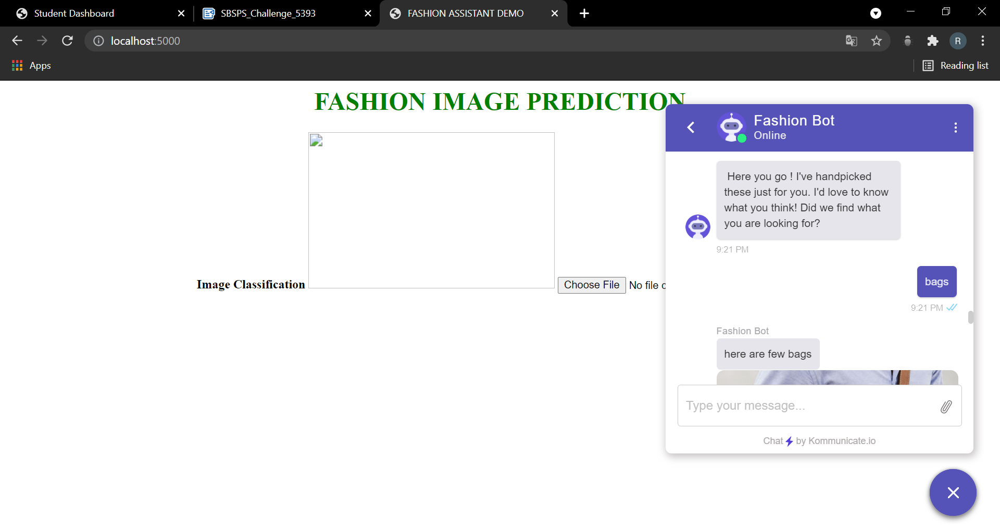 Student Dashboard
SBSPS_Challenge_5393
FASHION ASSISTANT DEMO
localhost:5000
R
Apps
Reading list
FASHION IMAGE PREDICTION
Image Classification
Choose File
No file
Fashion Bot
Online
Here you go ! I've handpicked
these just for you. I'd love to know
what you think! Did we find what
you are looking for?
9:21 PM
bags
9:21 PM
Fashion Bot
here are few bags
Type your message...
Chat by Kommunicate.io